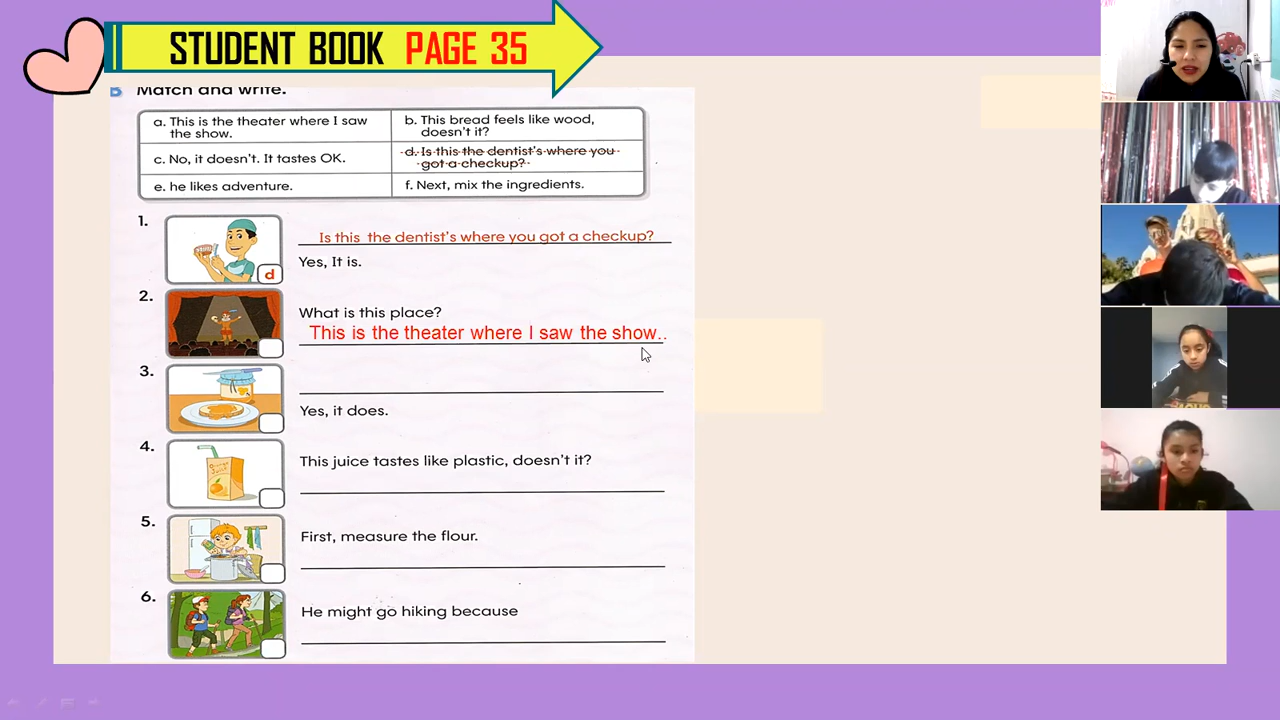 STUDENT BOOK PAGE 35
B Match and write.
a. This is the theater where I saw
the show.
b. This bread feels like wood,
doesn't it?
c. No, it doesn't. It tastes OK.
d. Is this the dentist's where you
got a checkup?
e. he likes adventure.
f. Next, mix the ingredients.
1.
Is this the dentist's where you got a checkup?
d
Yes, It is.
2.
What is this place?
This is the theater where I saw the show..
3.
Yes, it does.
4.
Orange
Juice
This juice tastes like plastic, doesn't it?
5.
First, measure the flour.
6.
He might go hiking because